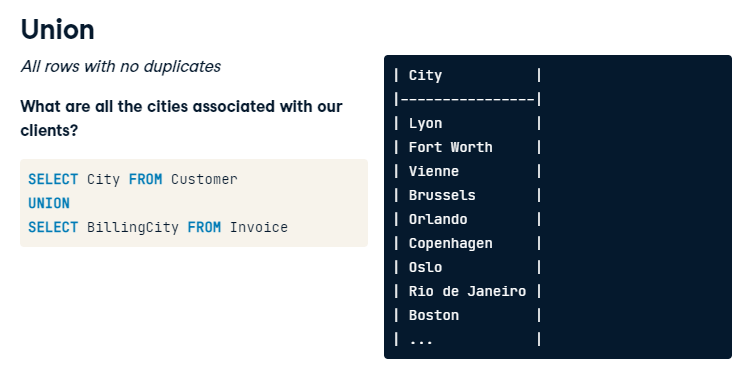 Union
All rows with no duplicates
What are all the cities associated with our
clients?
SELECT City FROM Customer
UNION
SELECT BillingCity FROM Invoice
| City           |
|----------------|
| Lyon           |
| Fort Worth     |
| Vienne         |
| Brussels       |
| Orlando        |
| Copenhagen     |
| Oslo           |
| Rio de Janeiro |
| Boston         |
| ...            |